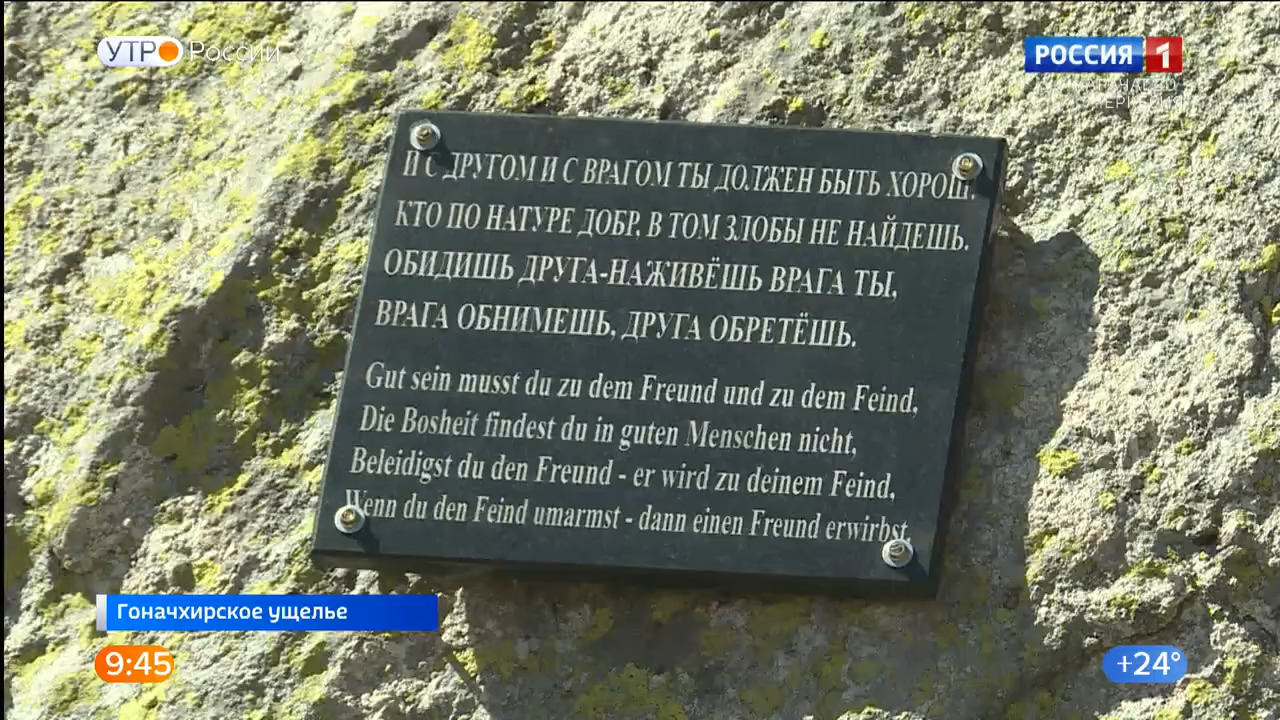 УТРО России
РОССИЯ 1
И С ДРУГОМ И С ВРАГОМ ТЫ ДОЛЖЕН БЫТЬ ХОРОШ!
КТО ПО НАТУРЕ ДОБР, В ТОМ ЗЛОБЫ НЕ НАЙДЕШЬ.
ОБИДИШЬ ДРУГА-НАЖИВЁШЬ ВРАГА ТЫ,
ВРАГА ОБНИМЕШЬ, ДРУГА ОБРЕТЁШЬ.
Gut sein musst du zu dem Freund und zu dem Feind,
Die Bosheit findest du in guten Menschen nicht,
Beleidigst du den Freund - er wird zu deinem Feind,
Wenn du den Feind umarmst - dann einen Freund erwirbst.
Гоначхирское ущелье
9:45
+24°